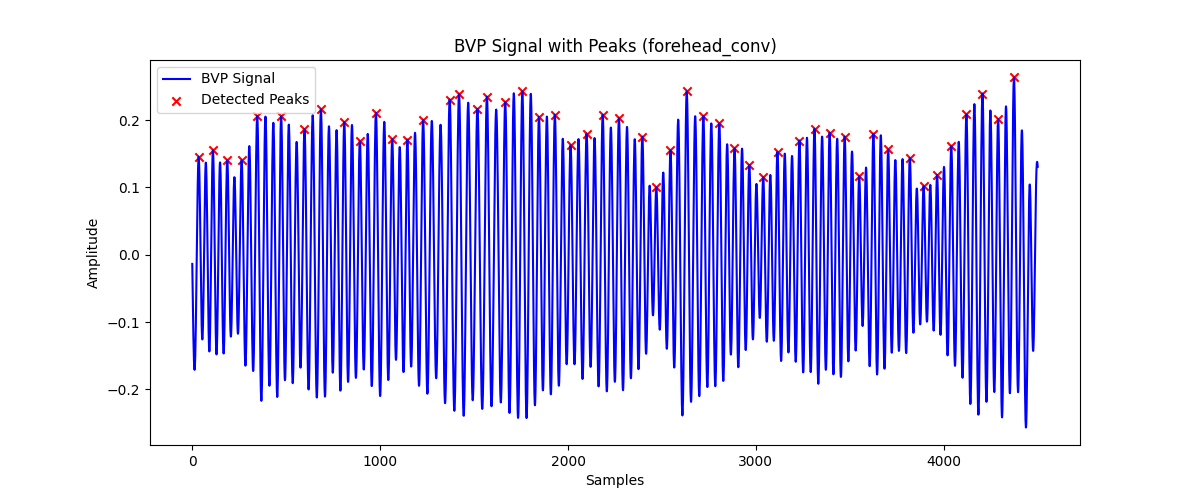 BVP Signal with Peaks (forehead_conv)
BVP Signal
Detected Peaks
Amplitude
0.2
0.1
0.0
−0.1
−0.2
0
1000
2000
3000
4000
Samples